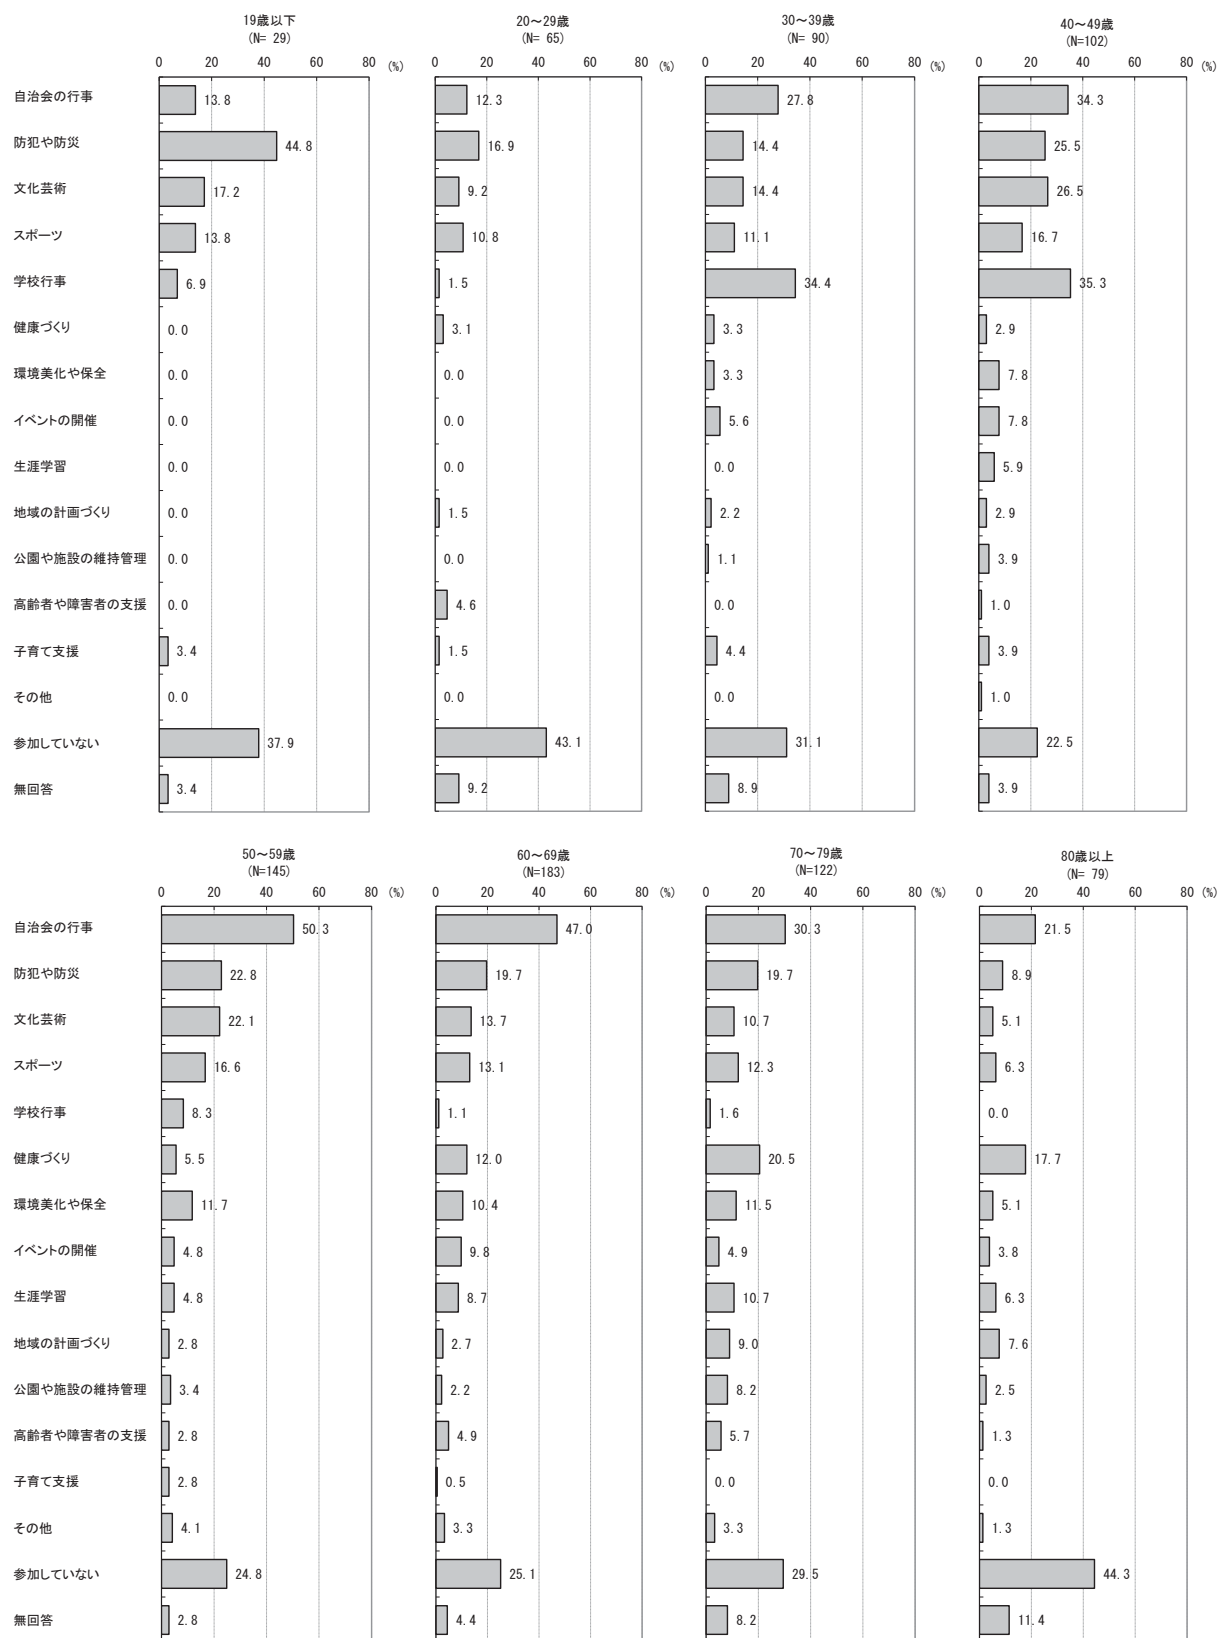 19歳以下 20～29歳 30～39歳 40～49歳
(N= 29) (N= 65) (N= 90) (N=102)
0 20 40 60 80 (%) 0 20 40 60 80 (%) 0 20 40 60 80 (%) 0 20 40 60 80 (%)
自治会の行事 13.8 12.3 27.8 34.3
防犯や防災 44.8 16.9 14.4 25.5
文化芸術 17.2 9.2 14.4 26.5
スポーツ 13.8 10.8 11.1 16.7
学校行事 6.9 1.5 34.4 35.3
健康づくり 0.0 3.1 3.3 2.9
環境美化や保全 0.0 0.0 3.3 7.8
イベントの開催 0.0 0.0 5.6 7.8
生涯学習 0.0 0.0 0.0 5.9
地域の計画づくり 0.0 1.5 2.2 2.9
公園や施設の維持管理 0.0 0.0 1.1 3.9
高齢者や障害者の支援 0.0 4.6 0.0 1.0
子育て支援 3.4 1.5 4.4 3.9
その他 0.0 0.0 0.0 1.0
参加していない 37.9 43.1 31.1 22.5
無回答 3.4 9.2 8.9 3.9
50～59歳 60～69歳 70～79歳 80歳以上
(N=145) (N=183) (N=122) (N= 79)
0 20 40 60 80 (%) 0 20 40 60 80 (%) 0 20 40 60 80 (%) 0 20 40 60 80 (%)
自治会の行事 50.3 47.0 30.3 21.5
防犯や防災 22.8 19.7 19.7 8.9
文化芸術 22.1 13.7 10.7 5.1
スポーツ 16.6 13.1 12.3 6.3
学校行事 8.3 1.1 1.6 0.0
健康づくり 5.5 12.0 20.5 17.7
環境美化や保全 11.7 10.4 11.5 5.1
イベントの開催 4.8 9.8 4.9 3.8
生涯学習 4.8 8.7 10.7 6.3
地域の計画づくり 2.8 2.7 9.0 7.6
公園や施設の維持管理 3.4 2.2 8.2 2.5
高齢者や障害者の支援 2.8 4.9 5.7 1.3
子育て支援 2.8 0.5 0.0 0.0
その他 4.1 3.3 3.3 1.3
参加していない 24.8 25.1 29.5 44.3
無回答 2.8 4.4 8.2 11.4